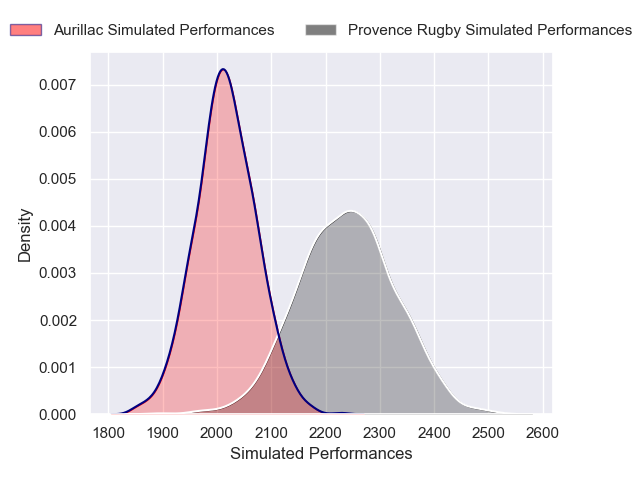 Aurillac Simulated Performances Provence Rugby Simulated Performances
0.007
0.006
0.005
0.004
0.003
0.002
0.001
0.000
Density
1800 1900 2000 2100 2200 2300 2400 2500 2600
Simulated Performances